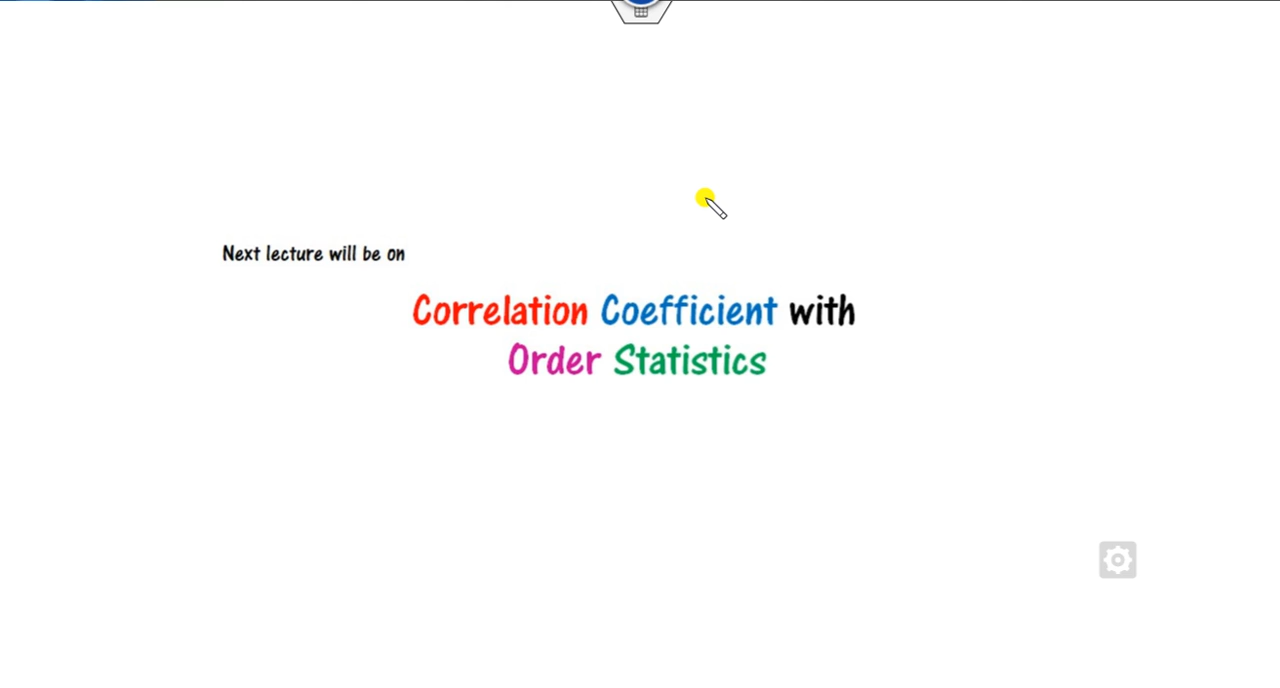 Next lecture will be on
Correlation Coefficient with
Order Statistics